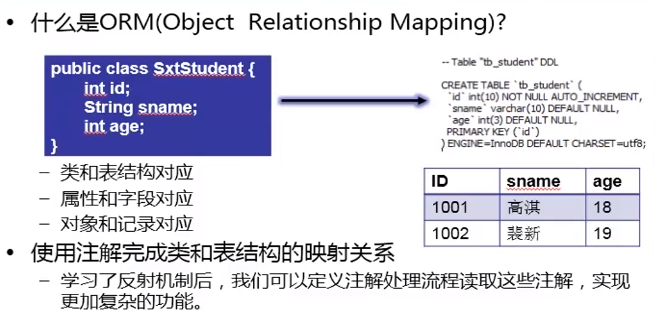 • 什么是ORM(Object Relationship Mapping)?
public class SxtStudent {
int id;
String sname;
int age;
}
-- Table "tb_student" DDL
CREATE TABLE `tb_student` (
`id` int(10) NOT NULL AUTO_INCREMENT,
`sname` varchar(10) DEFAULT NULL,
`age` int(3) DEFAULT NULL,
PRIMARY KEY (`id`)
) ENGINE=InnoDB DEFAULT CHARSET=utf8;
– 类和表结构对应
– 属性和字段对应
– 对象和记录对应
ID sname age
1001 高淇 18
1002 裴新 19
• 使用注解完成类和表结构的映射关系
– 学习了反射机制后，我们可以定义注解处理流程读取这些注解，实现
更加复杂的功能。